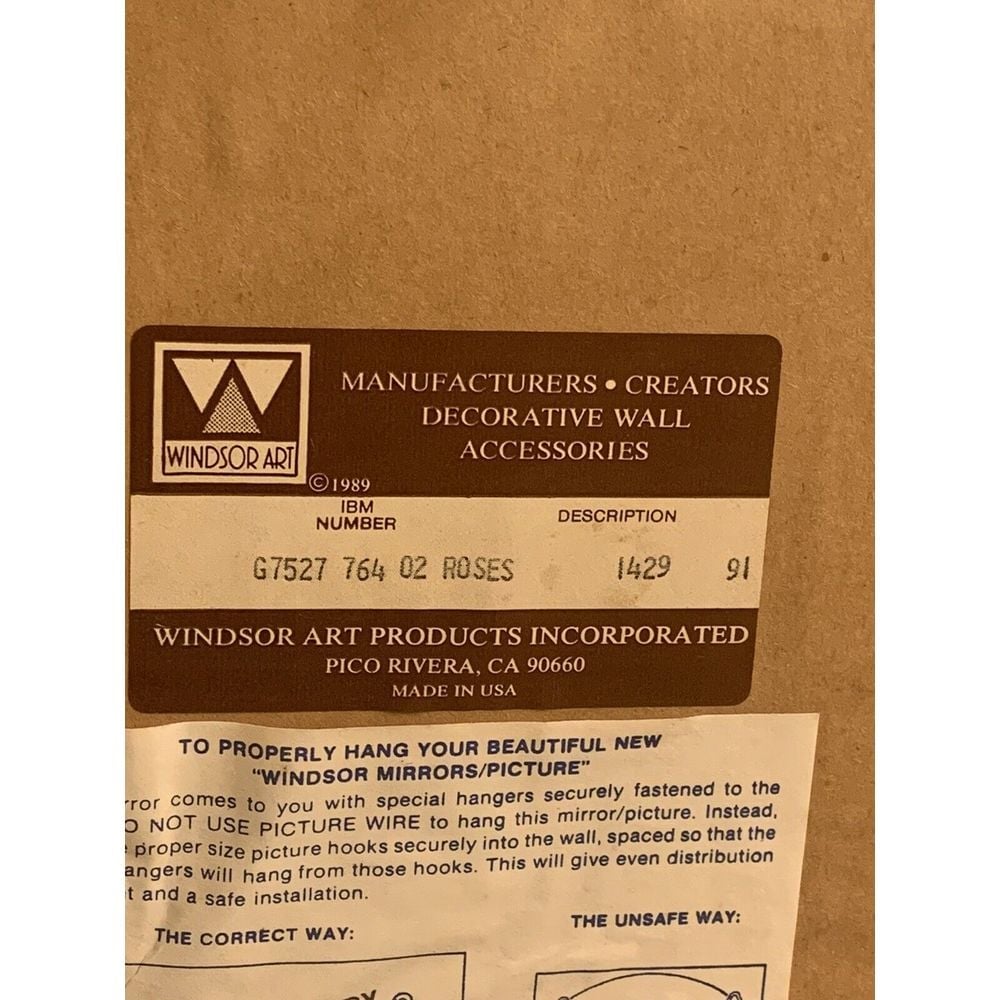 WINDSOR ART
MANUFACTURERS • CREATORS
DECORATIVE WALL
ACCESSORIES
©1989
IBM
NUMBER
DESCRIPTION
G7527 764 02 ROSES 1429 91
WINDSOR ART PRODUCTS INCORPORATED
PICO RIVERA, CA 90660
MADE IN USA
TO PROPERLY HANG YOUR BEAUTIFUL NEW
"WINDSOR MIRRORS/PICTURE"
comes to you with special hangers securely fastened to the
NOT USE PICTURE WIRE to hang this mirror/picture. Instead,
proper size picture hooks securely into the wall, spaced so that the
angers will hang from those hooks. This will give even distribution
and a safe installation.
THE CORRECT WAY:
THE UNSAFE WAY: